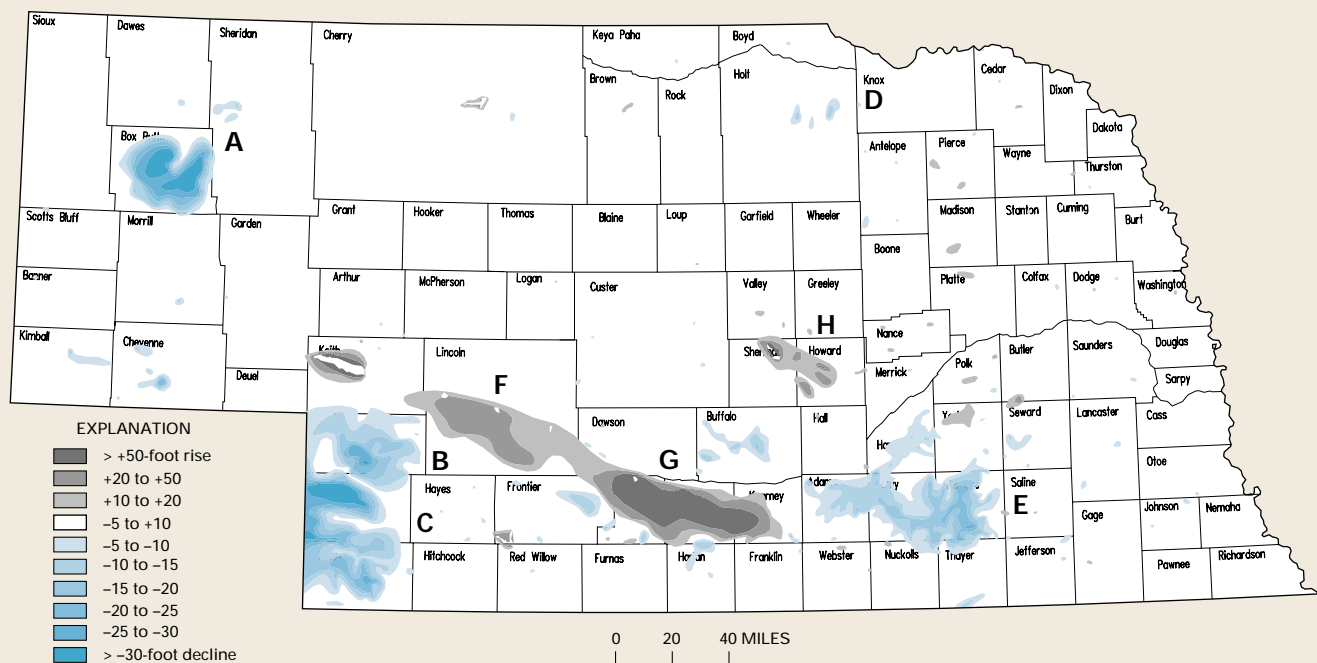 Sioux
Dawes
Sheridan
Cherry
Keya Paha
Boyd
Brown
Rock
Holt
Knox
Cedar
Dixon
Dakota
D
A
Antelope
Pierce
Wayne
Thurston
Scotts Bluff
Morrill
Garden
Grant
Hooker
Thomas
Blaine
Loup
Garfield
Wheeler
Madison
Stanton
Cuming
Burt
Boone
Banner
Arthur
McPherson
Logan
Custer
Valley
Greeley
Platte
Colfax
Dodge
Washington
Kimball
Cheyenne
Deuel
Lincoln
H
Howard
Nance
Merrick
Polk
Butler
Saunders
Douglas
Sarpy
F
Dawson
Buffalo
Hall
Seward
Lancaster
Cass
Otoe
B
G
Hayes
Frontier
Saline
E
C
Gage
Johnson
Nemaha
Hitchcock
Red Willow
Furnas
Franklin
Webster
Nuckolls
Thayer
Jefferson
Pawnee
Richardson
EXPLANATION
> +50-foot rise
+20 to +50
+10 to +20
–5 to +10
–5 to –10
–10 to –15
–15 to –20
–20 to –25
–25 to –30
> –30-foot decline
0 20 40 MILES